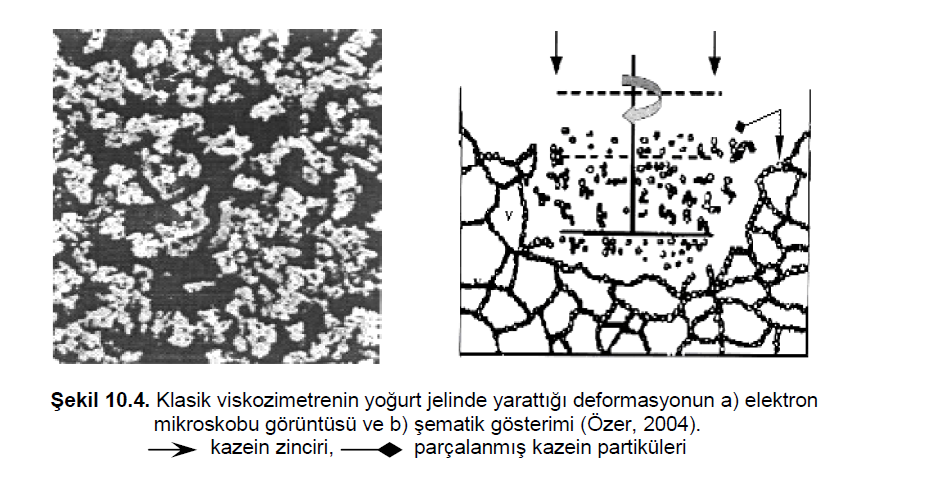 V
Şekil 10.4. Klasik viskozimetrenin yoğurt jelinde yarattığı deformasyonun a) elektron
mikroskobu görüntüsü ve b) şematik gösterimi (Özer, 2004).
kazein zinciri, parçalanmış kazein partiküleri